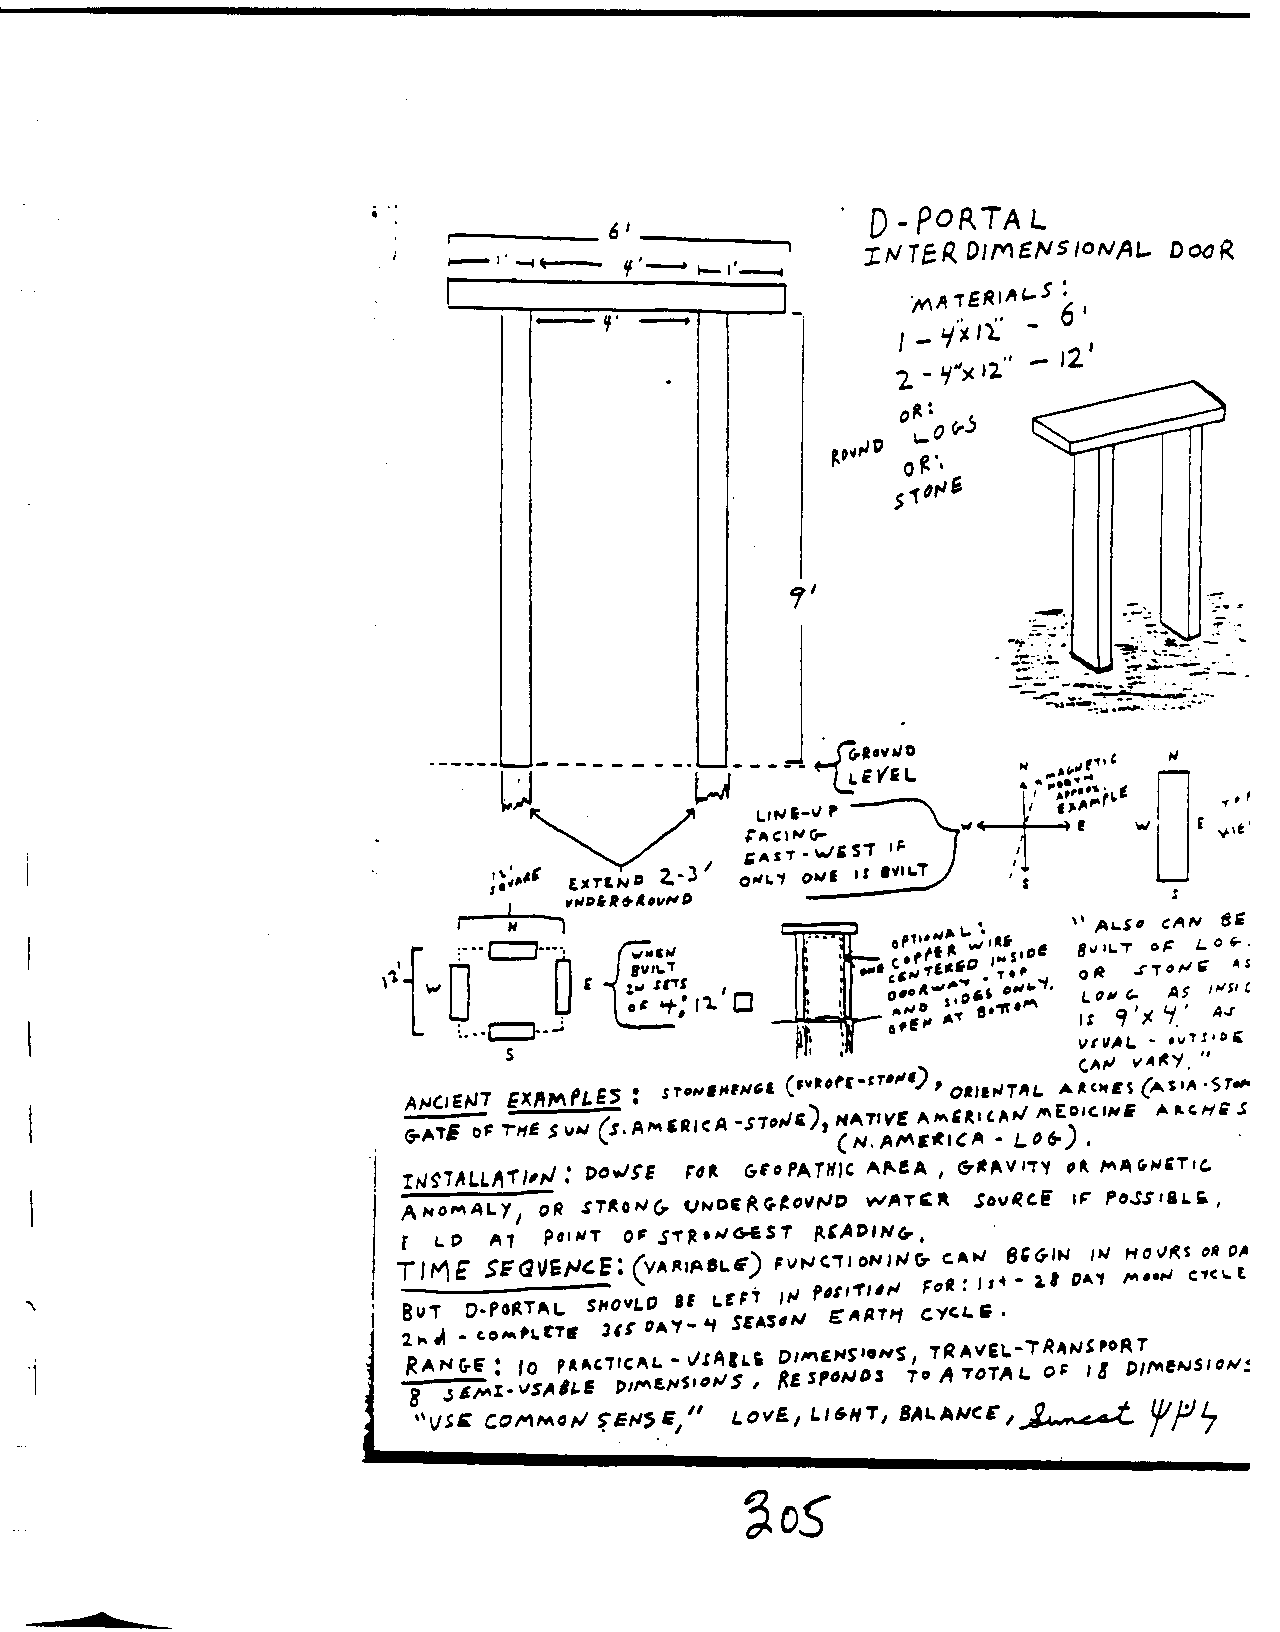 D-PORTAL
INTERDIMENSIONAL DOOR
MATERIALS:
1 - 4"x12" - 6'
2 - 4"x12" - 12'
OR:
ROUND LOGS
OR:
STONE
6'
1' 4' 1'
4'
9'
GROUND
LEVEL
LINE-UP
FACING
EAST-WEST IF
ONLY ONE IS BUILT
N
W E
S
MAGNETIC
NORTH
APPROX.
EXAMPLE
N
W E
S
TOP
EXTEND 2-3'
UNDERGROUND
12'
SQUARE
12'
N
W E
S
WHEN
BUILT
IN SETS
OF 4; 12' □
OPTIONAL:
ONE COPPER WIRE
CENTERED INSIDE
DOORWAY - TOP
AND SIDES ONLY.
OPEN AT BOTTOM
"ALSO CAN BE
BUILT OF LOG.
OR STONE AS
LONG AS INSI
IS 9'x4' AS
USUAL - OUTSIDE
CAN VARY."
ANCIENT EXAMPLES: STONEHENGE (EUROPE-STONE), ORIENTAL ARCHES (ASIA-STON
GATE OF THE SUN (S.AMERICA-STONE), NATIVE AMERICAN MEDICINE ARCHES
(N.AMERICA - LOG).
INSTALLATION: DOWSE FOR GEOPATHIC AREA, GRAVITY OR MAGNETIC
ANOMALY, OR STRONG UNDERGROUND WATER SOURCE IF POSSIBLE,
LD AT POINT OF STRONGEST READING.
TIME SEQUENCE: (VARIABLE) FUNCTIONING CAN BEGIN IN HOURS OR DA
BUT D-PORTAL SHOULD BE LEFT IN POSITION FOR: 1st - 28 DAY MOON CYCLE
2nd - COMPLETE 365 DAY-4 SEASON EARTH CYCLE.
RANGE: 10 PRACTICAL-USABLE DIMENSIONS, TRAVEL-TRANSPORT
8 SEMI-USABLE DIMENSIONS, RESPONDS TO A TOTAL OF 18 DIMENSIONS
"USE COMMON SENSE," LOVE, LIGHT, BALANCE,
305